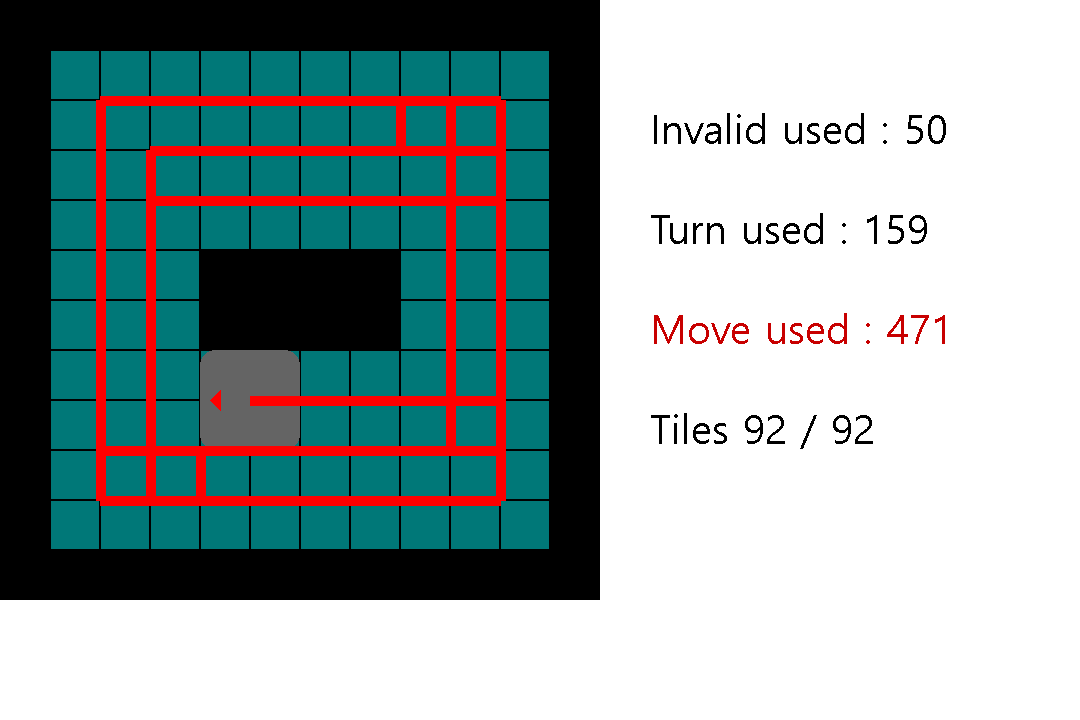 Invalid used : 50
Turn used : 159
Move used : 471
Tiles 92 / 92